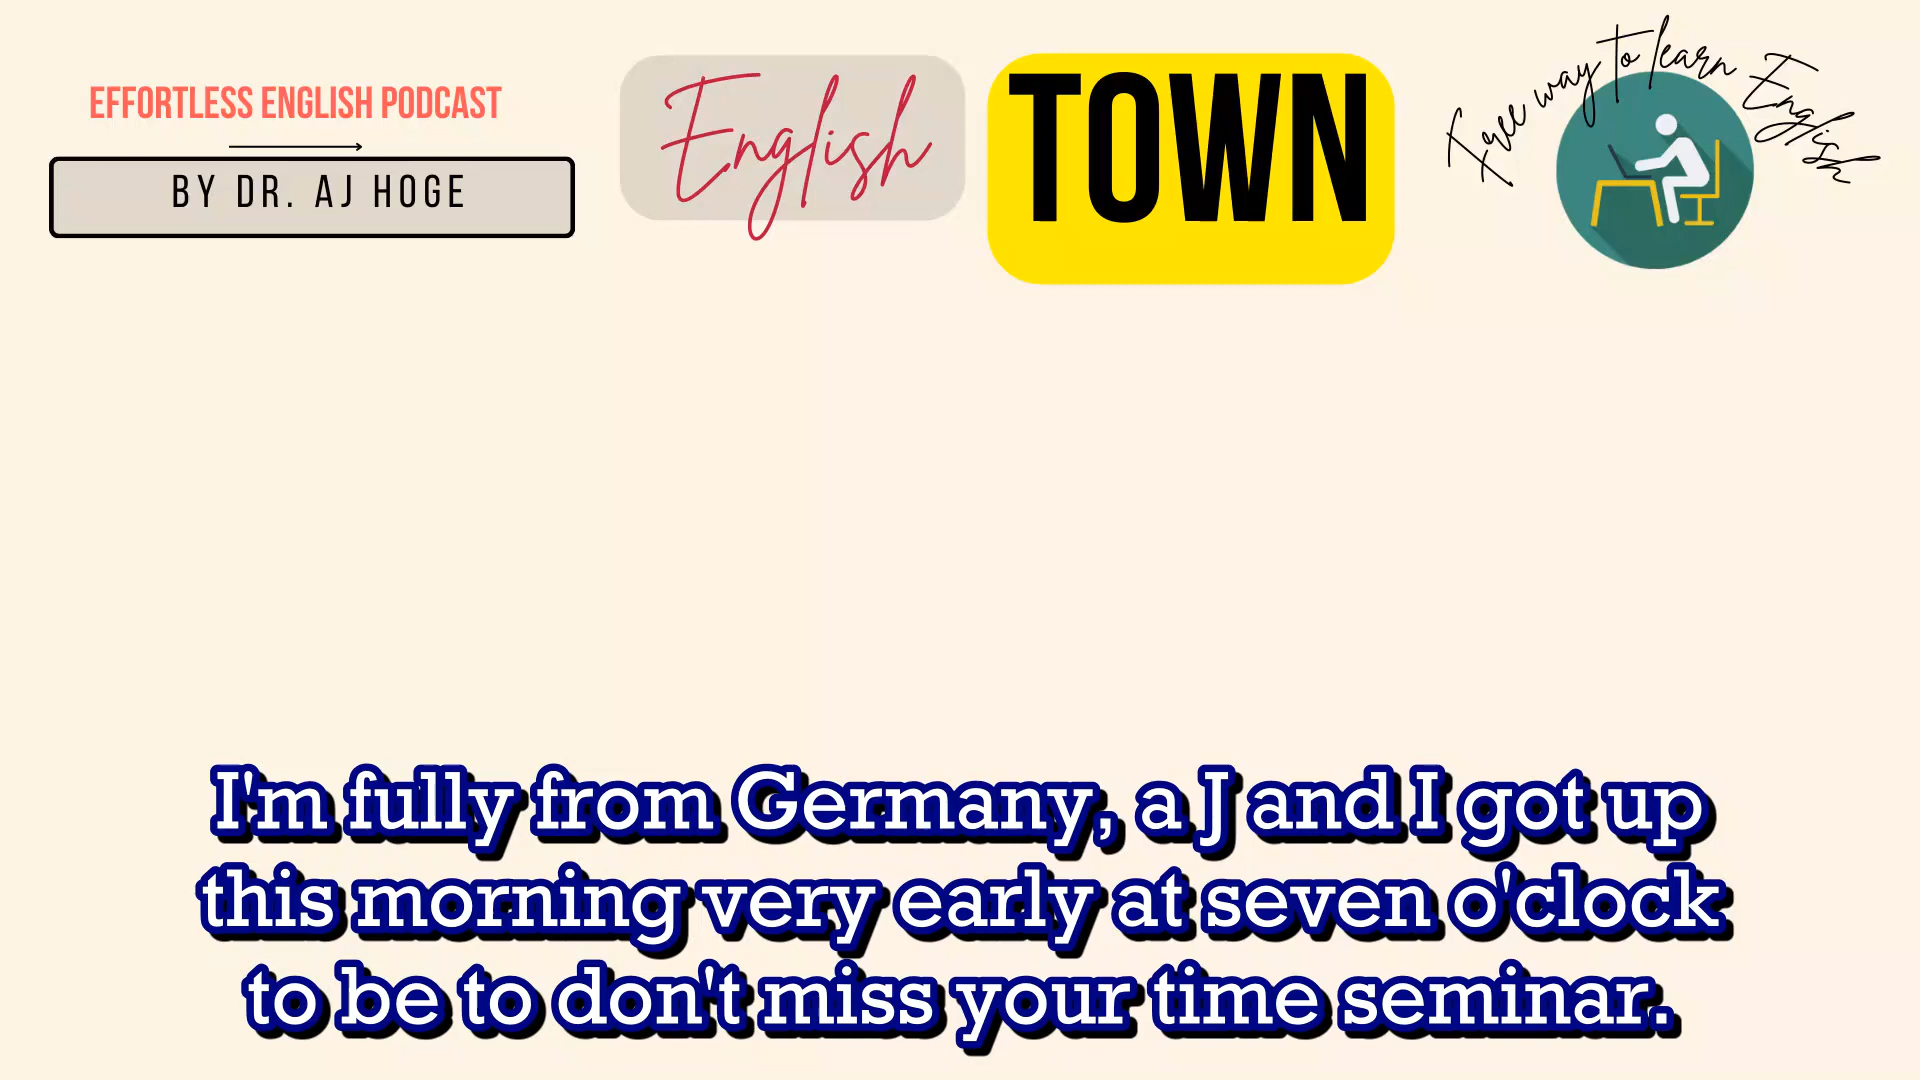 EFFORTLESS ENGLISH PODCAST
BY DR. AJ HOGE
English
TOWN
Free way to learn English
I'm fully from Germany, a J and I got up
this morning very early at seven o'clock
to be to don't miss your time seminar.